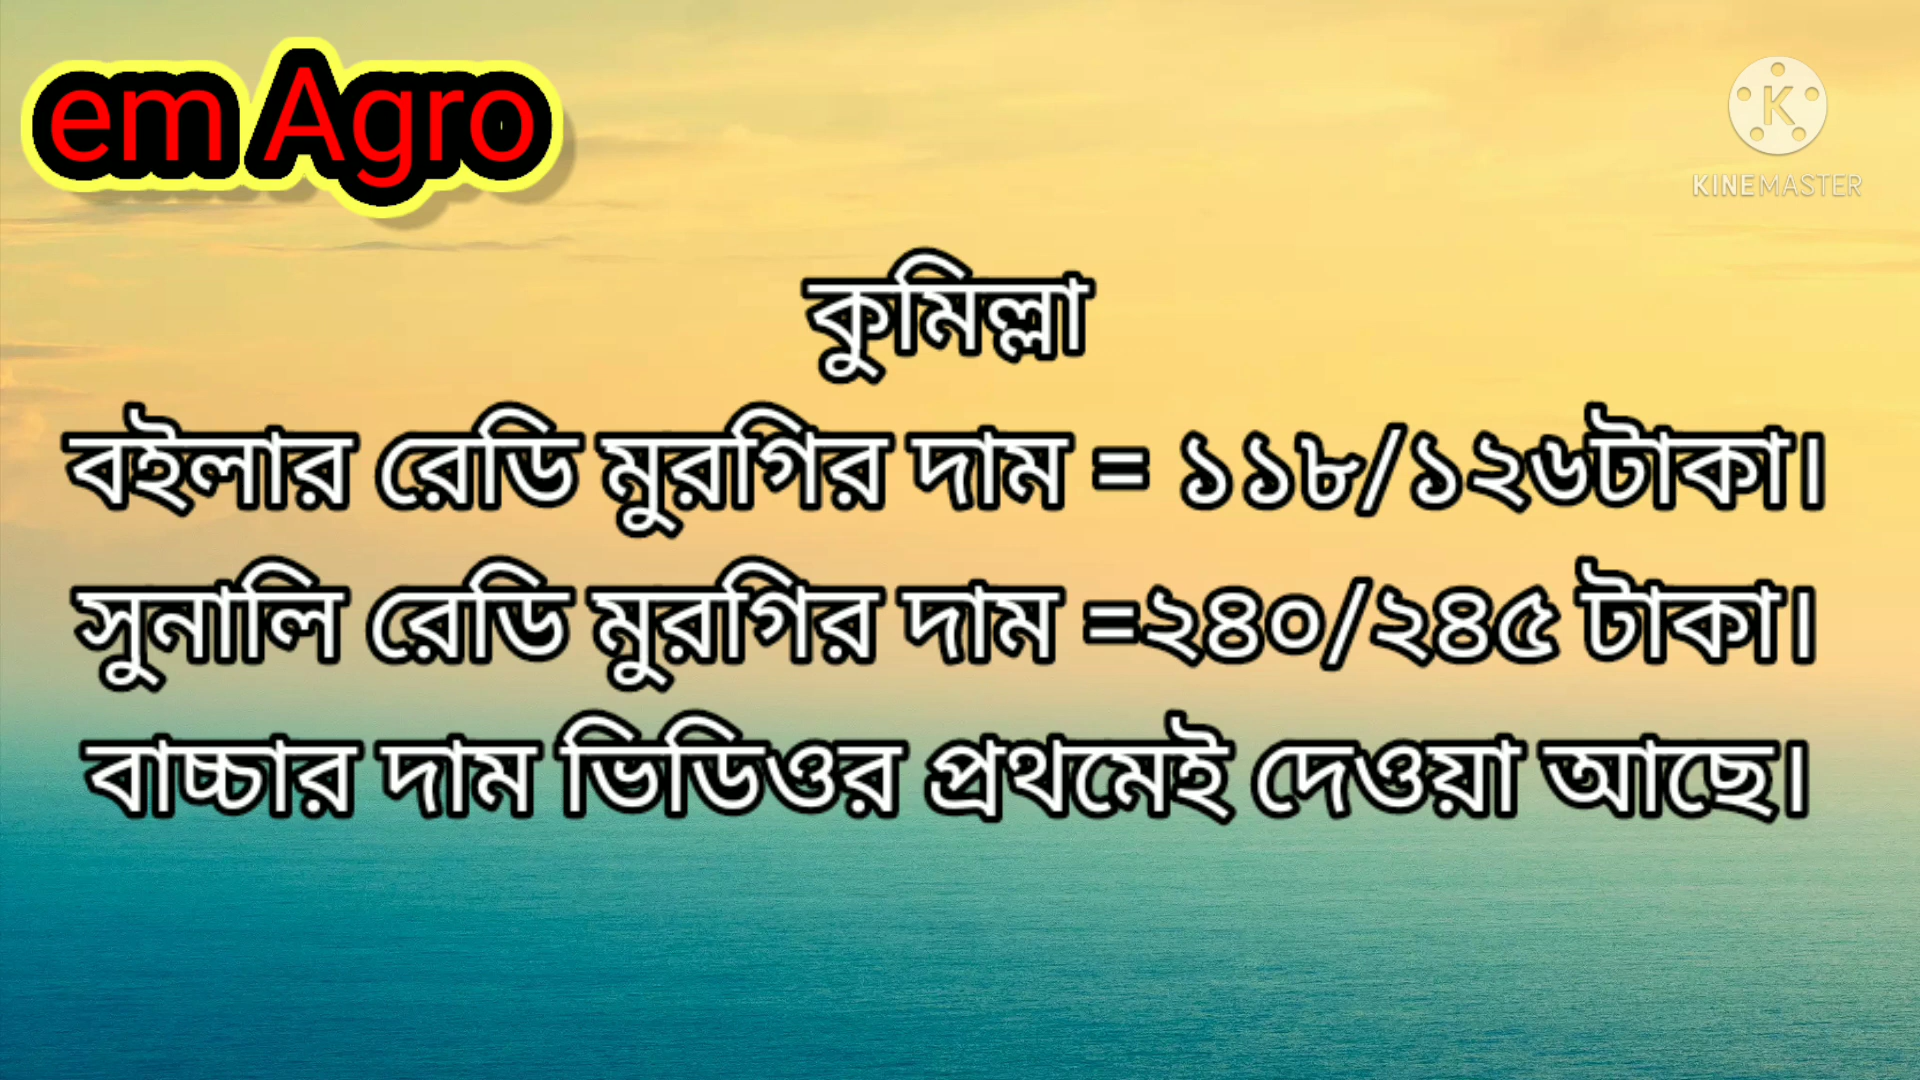 em Agro
KINEMASTER
কুমিল্লা
বইলার রেডি মুরগির দাম = ১১৮/১২৬টাকা।
সুনালি রেডি মুরগির দাম =২৪০/২৪৫ টাকা।
বাচ্চার দাম ভিডিওর প্রথমেই দেওয়া আছে।